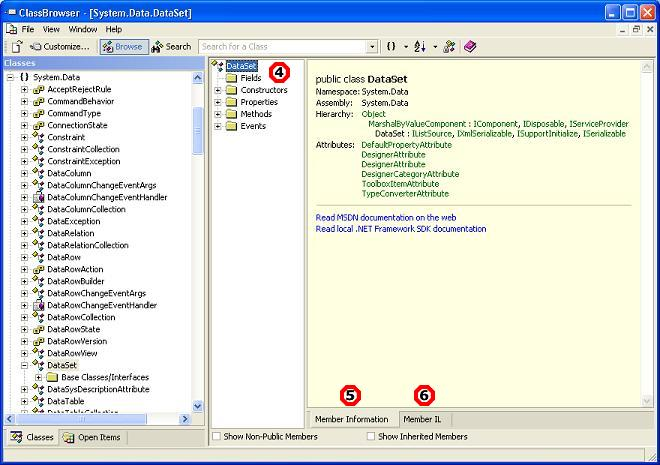 ClassBrowser - [System.Data.DataSet]
File View Window Help
Customize... Browse Search Search for a Class {}
Classes
{} System.Data
AcceptRejectRule
CommandBehavior
CommandType
ConnectionState
Constraint
ConstraintCollection
ConstraintException
DataColumn
DataColumnChangeEventArgs
DataColumnChangeEventHandler
DataColumnCollection
DataException
DataRelation
DataRelationCollection
DataRow
DataRowAction
DataRowBuilder
DataRowChangeEventArgs
DataRowChangeEventHandler
DataRowCollection
DataRowState
DataRowVersion
DataRowView
DataSet
Base Classes/Interfaces
DataSysDescriptionAttribute
DataTable
DataTableCollection
Classes Open Items
DataSet
4
Fields
Constructors
Properties
Methods
Events
public class DataSet
Namespace: System.Data
Assembly: System.Data
Hierarchy: Object
MarshalByValueComponent : IComponent, IDisposable, IServiceProvider
DataSet : IListSource, IXmlSerializable, ISupportInitialize, ISerializable
Attributes: DefaultPropertyAttribute
DesignerAttribute
DesignerAttribute
DesignerCategoryAttribute
ToolboxItemAttribute
TypeConverterAttribute
Read MSDN documentation on the web
Read local .NET Framework SDK documentation
5 6
Member Information Member IL
Show Non-Public Members Show Inherited Members